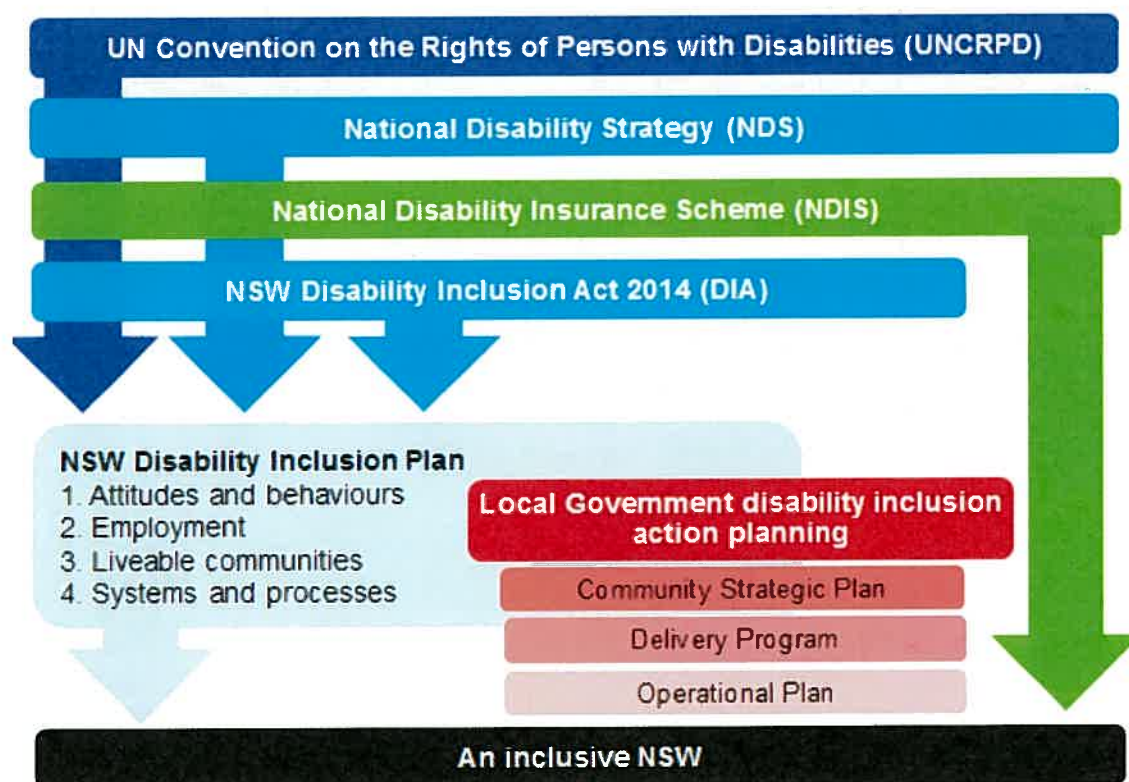 UN Convention on the Rights of Persons with Disabilities (UNCRPD)
National Disability Strategy (NDS)
National Disability Insurance Scheme (NDIS)
NSW Disability Inclusion Act 2014 (DIA)
NSW Disability Inclusion Plan
1. Attitudes and behaviours
2. Employment
3. Liveable communities
4. Systems and processes
Local Government disability inclusion
action planning
Community Strategic Plan
Delivery Program
Operational Plan
An inclusive NSW